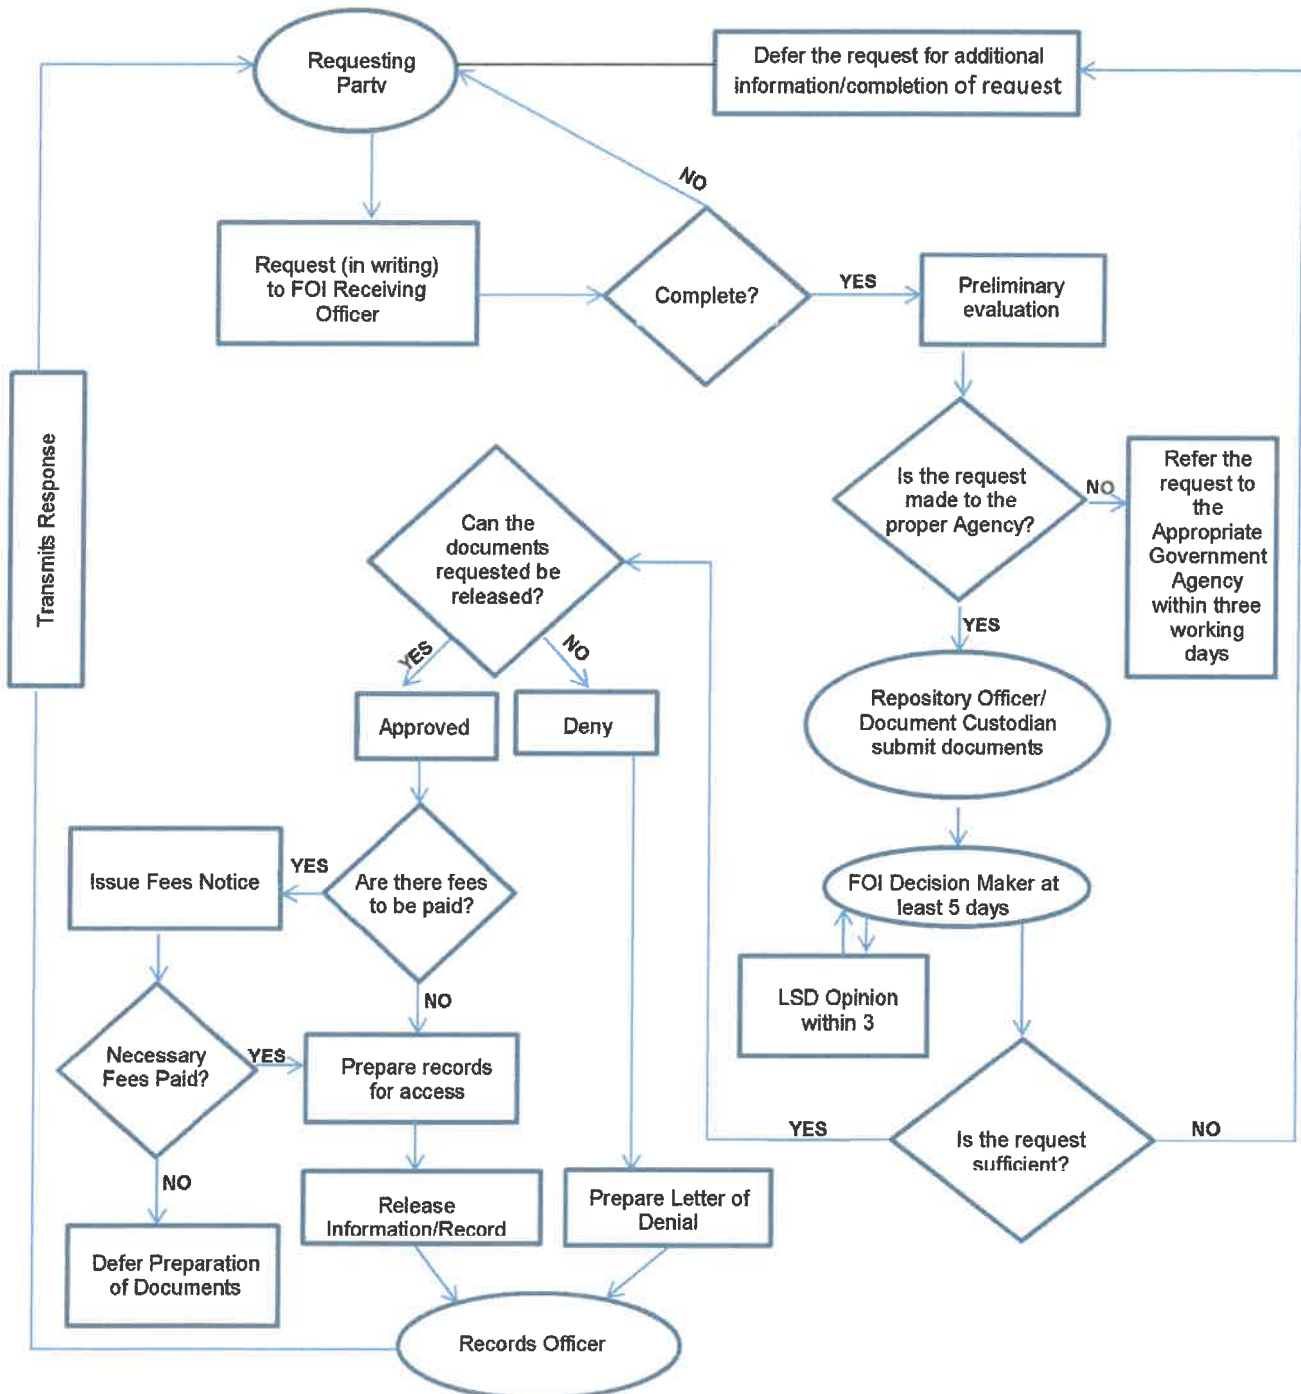 Requesting
Party
Defer the request for additional
information/completion of request
NO
Request (in writing)
to FOI Receiving
Officer
Complete?
YES
Preliminary
evaluation
Transmits Response
Can the
documents
requested be
released?
Is the request
made to the
proper Agency?
NO
Refer the
request to
the
Appropriate
Government
Agency
within three
working
days
YES
NO
YES
Approved
Deny
Repository Officer/
Document Custodian
submit documents
Issue Fees Notice
YES
Are there fees
to be paid?
FOI Decision Maker at
least 5 days
NO
LSD Opinion
within 3
Necessary
Fees Paid?
YES
Prepare records
for access
YES
Is the request
sufficient?
NO
NO
Release
Information/Record
Prepare Letter of
Denial
Defer Preparation
of Documents
Records Officer